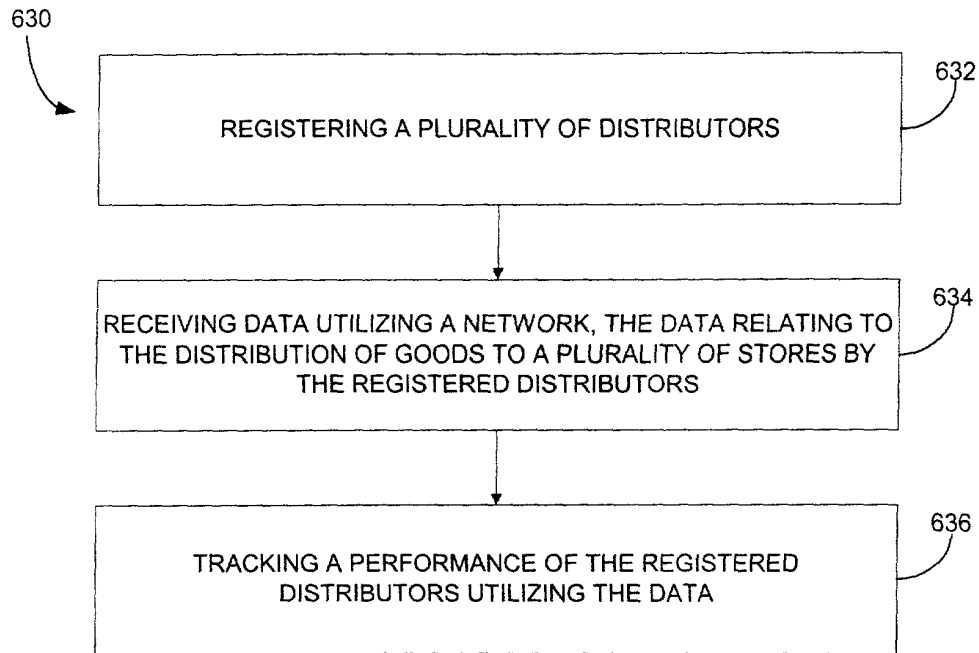 630
632
REGISTERING A PLURALITY OF DISTRIBUTORS
634
RECEIVING DATA UTILIZING A NETWORK, THE DATA RELATING TO
THE DISTRIBUTION OF GOODS TO A PLURALITY OF STORES BY
THE REGISTERED DISTRIBUTORS
636
TRACKING A PERFORMANCE OF THE REGISTERED
DISTRIBUTORS UTILIZING THE DATA